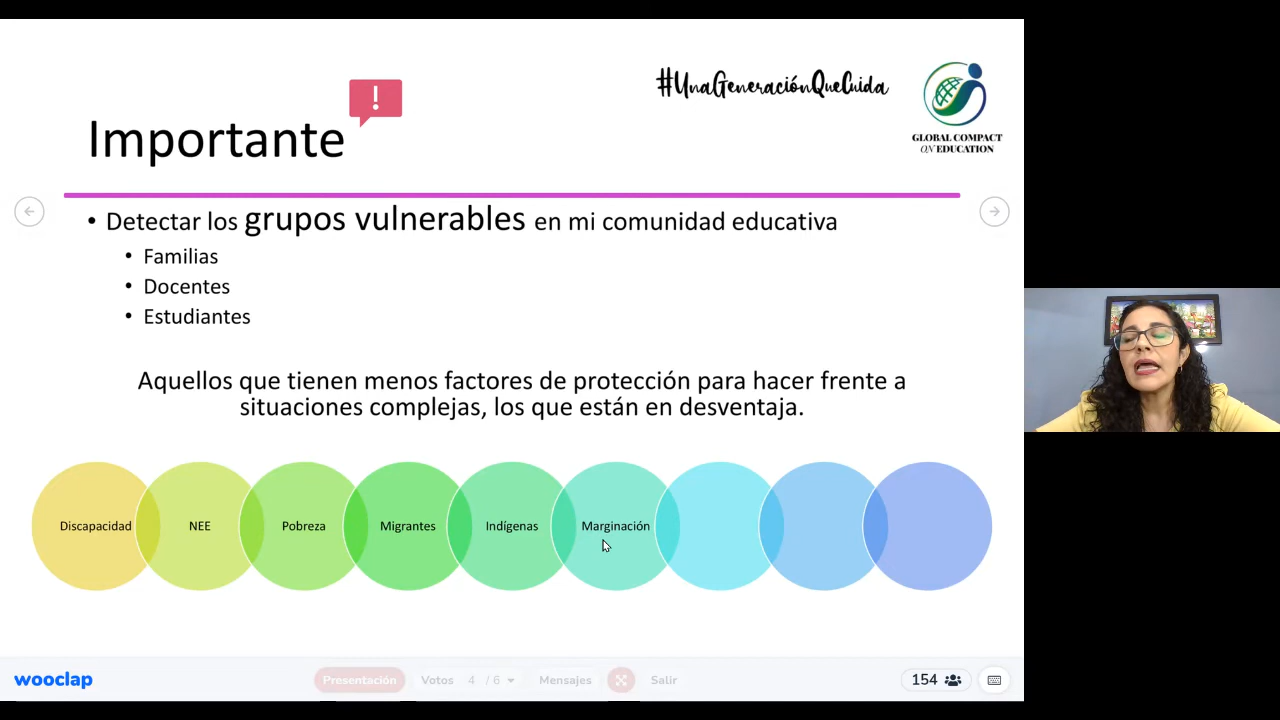 #UnaGeneraciónQueCuida
GLOBAL COMPACT
ON EDUCATION
!
Importante
• Detectar los grupos vulnerables en mi comunidad educativa
• Familias
• Docentes
• Estudiantes
Aquellos que tienen menos factores de protección para hacer frente a
situaciones complejas, los que están en desventaja.
Discapacidad NEE Pobreza Migrantes Indígenas Marginación
wooclap Presentación Votos 4 / 6 Mensajes Salir 154